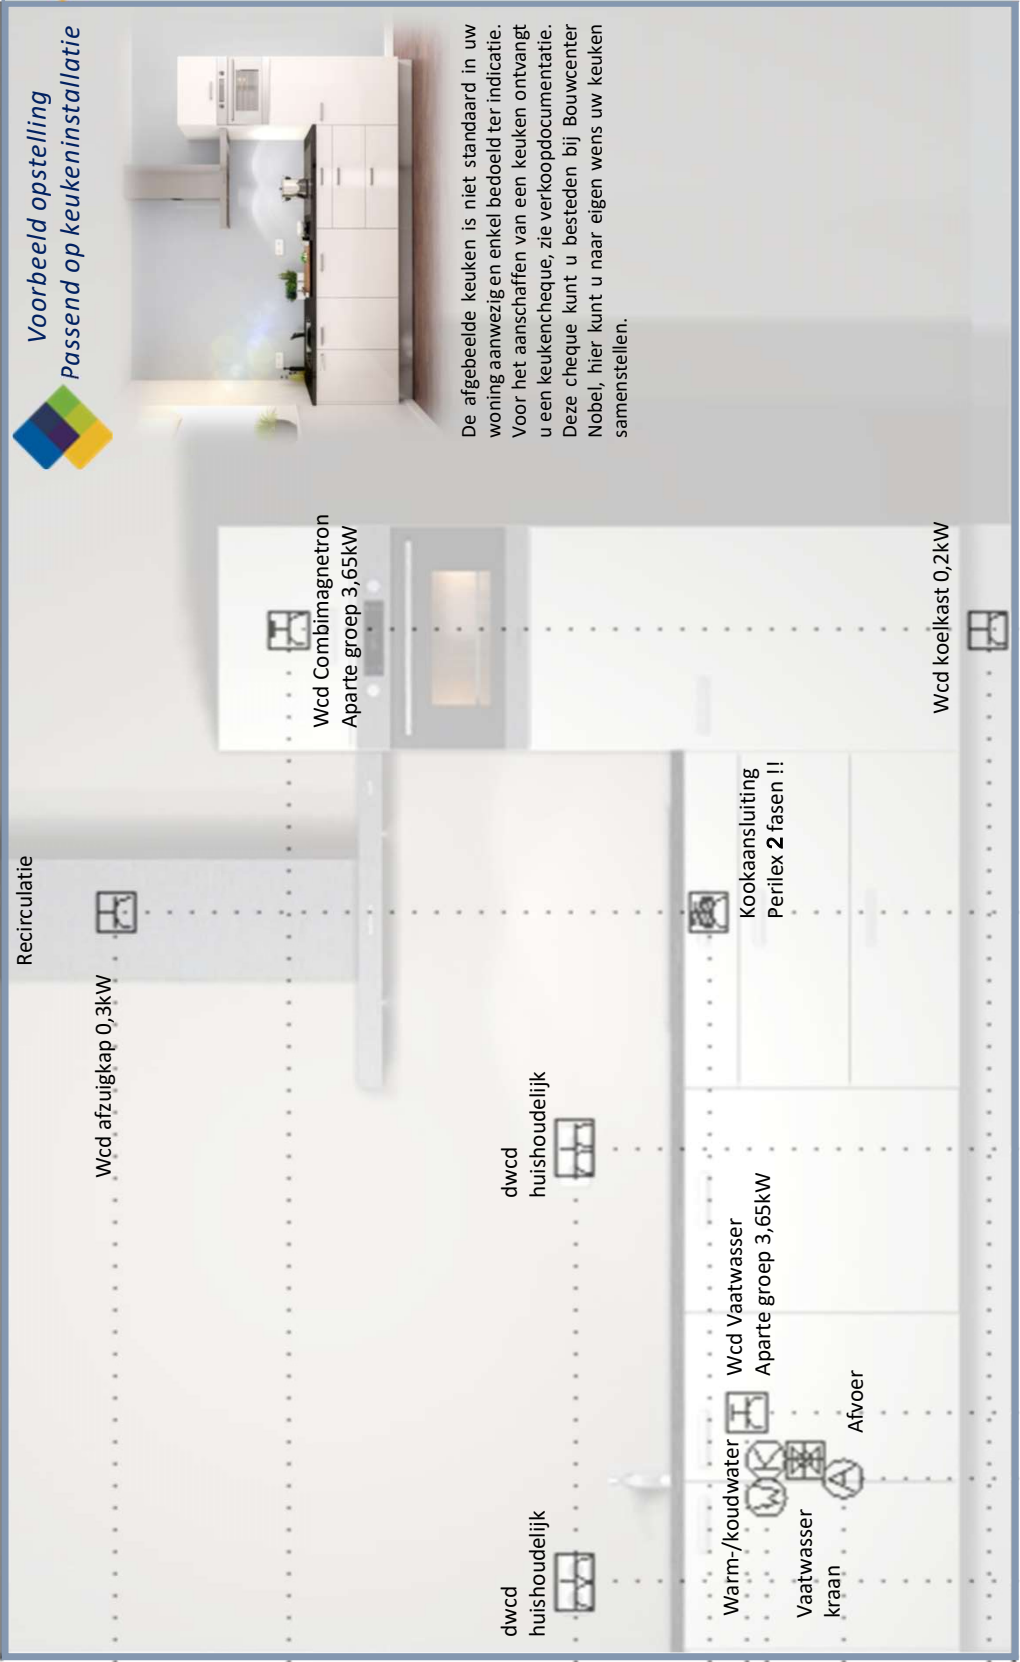 Voorbeeld opstelling
Passend op keukeninstallatie
De afgebeelde keuken is niet standaard in uw
woning aanwezig en enkel bedoeld ter indicatie.
Voor het aanschaffen van een keuken ontvangt
u een keukencheque, zie verkoopdocumentatie.
Deze cheque kunt u besteden bij Bouwcenter
Nobel, hier kunt u naar eigen wens uw keuken
samenstellen.
Recirculatie
Wcd afzuigkap 0,3kW
Wcd Combimagnetron
Aparte groep 3,65kW
dwcd
huishoudelijk
dwcd
huishoudelijk
Kookaansluiting
Perilex 2 fasen !!
Wcd Vaatwasser
Aparte groep 3,65kW
Warm-/koudwater
W
K
A
Vaatwasser
kraan
Afvoer
Wcd koelkast 0,2kW